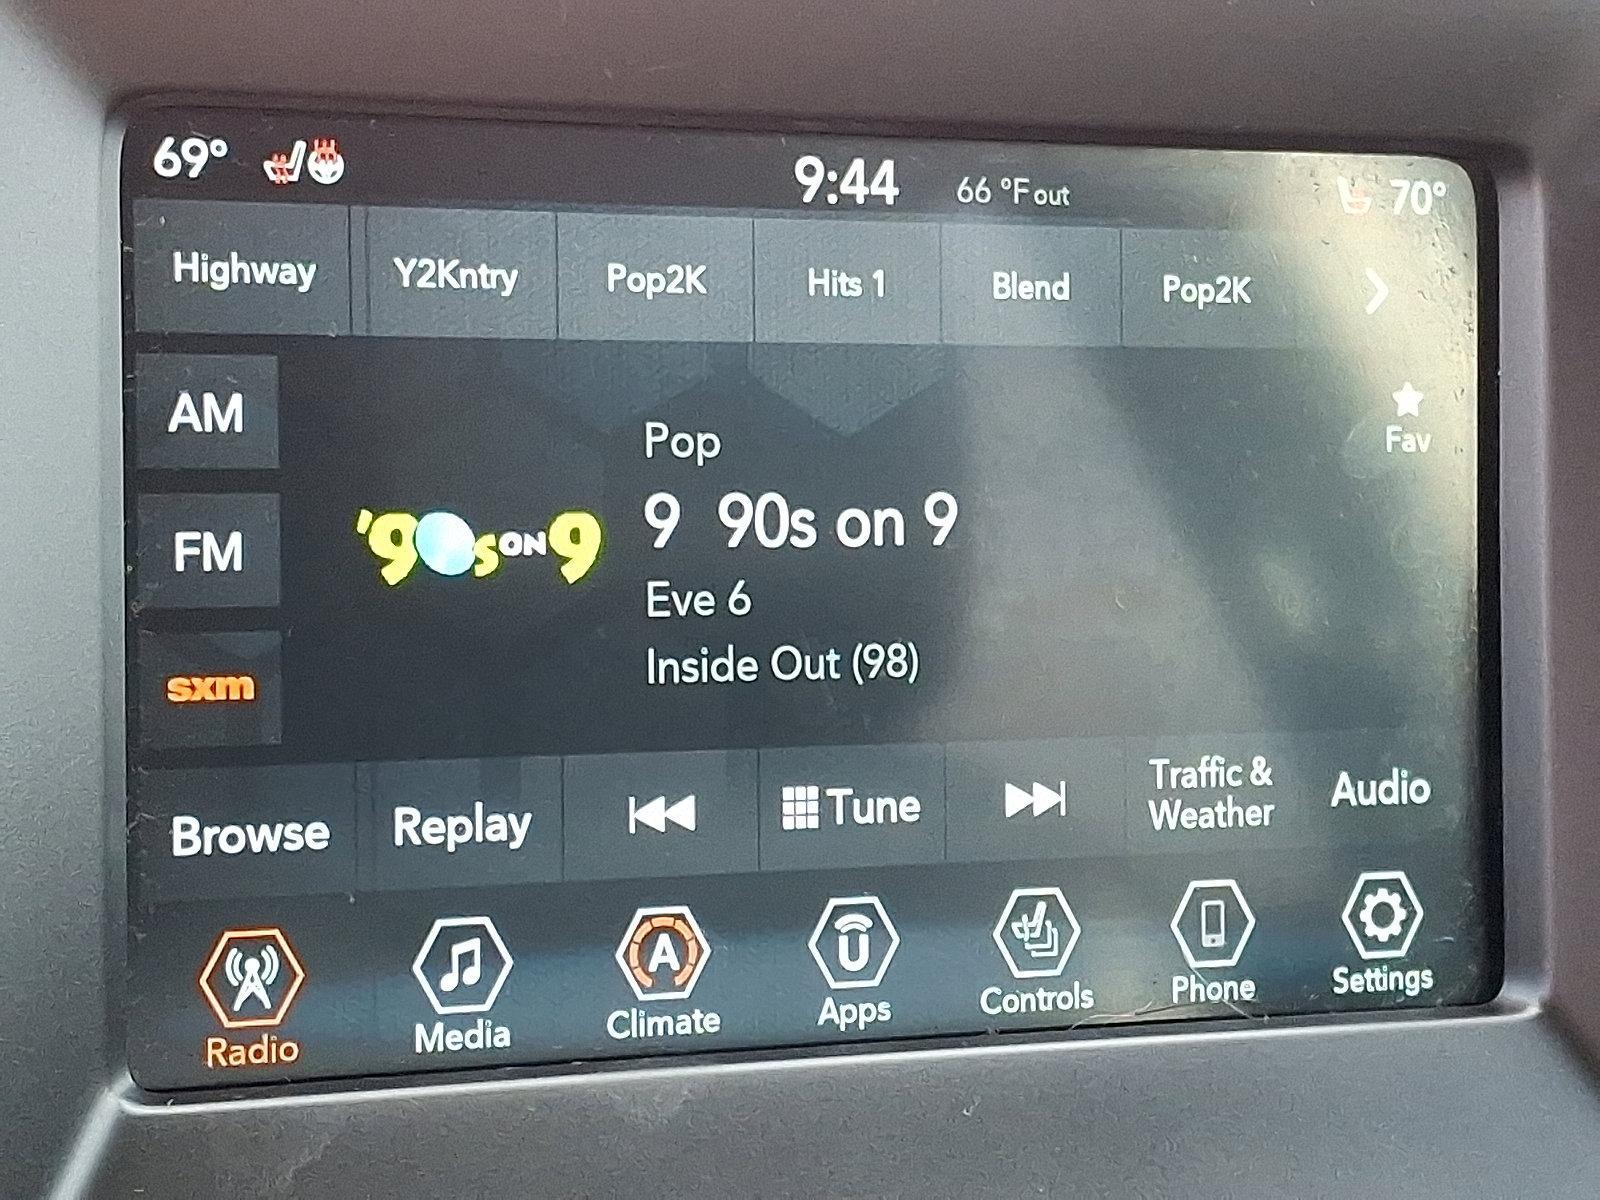 69°
9:44
66 °F out
70°
Highway
Y2Kntry
Pop2K
Hits 1
Blend
Pop2K
AM
FM
sxm
'90s ON 9
Pop
9 90s on 9
Eve 6
Inside Out (98)
Fav
Browse
Replay
Tune
Traffic &
Weather
Audio
A
U
Radio
Media
Climate
Apps
Controls
Phone
Settings